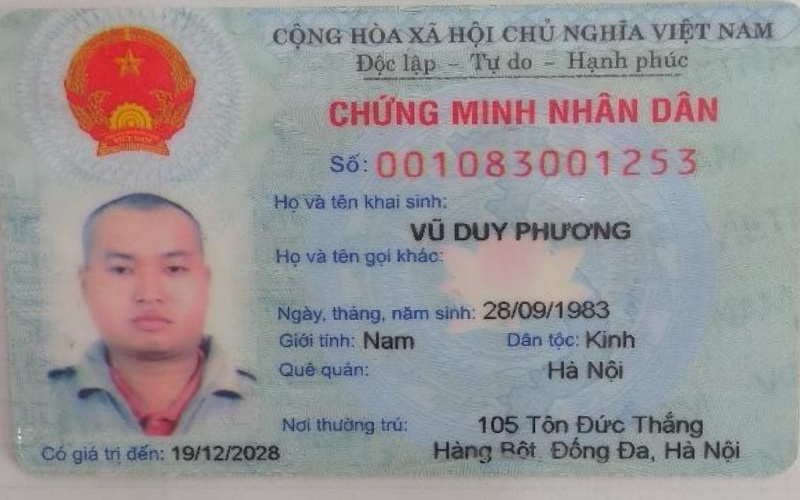 CỘNG HÒA XÃ HỘI CHỦ NGHĨA VIỆT NAM
Độc lập – Tự do – Hạnh phúc
CHỨNG MINH NHÂN DÂN
Số: 001083001253
Họ và tên khai sinh:
VŨ DUY PHƯƠNG
Họ và tên gọi khác:
Ngày, tháng, năm sinh: 28/09/1983
Giới tính: Nam Dân tộc: Kinh
Quê quán: Hà Nội
Nơi thường trú: 105 Tôn Đức Thắng
Hàng Bột, Đống Đa, Hà Nội
Có giá trị đến: 19/12/2028
VIỆT NAM